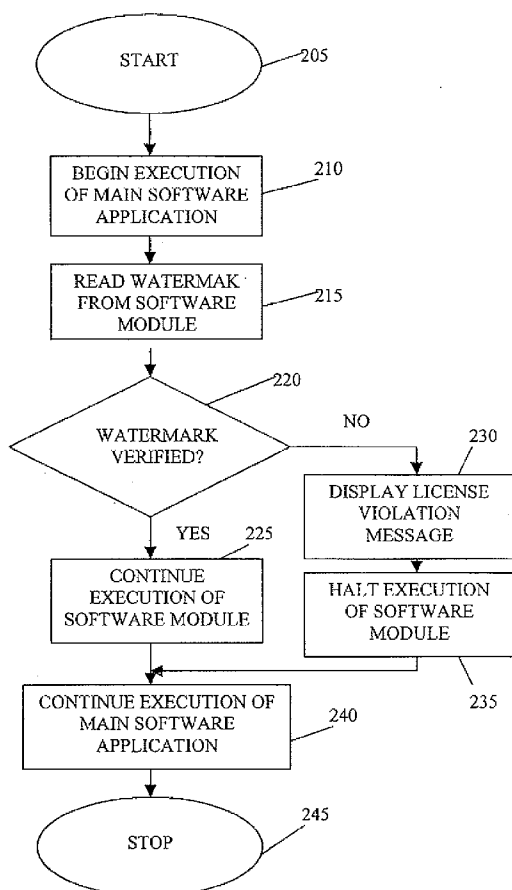 START
205
BEGIN EXECUTION
OF MAIN SOFTWARE
APPLICATION
210
READ WATERMAK
FROM SOFTWARE
MODULE
215
220
WATERMARK
VERIFIED?
NO
230
DISPLAY LICENSE
VIOLATION
MESSAGE
YES
225
CONTINUE
EXECUTION OF
SOFTWARE MODULE
HALT EXECUTION
OF SOFTWARE
MODULE
235
CONTINUE EXECUTION OF
MAIN SOFTWARE
APPLICATION
240
STOP
245